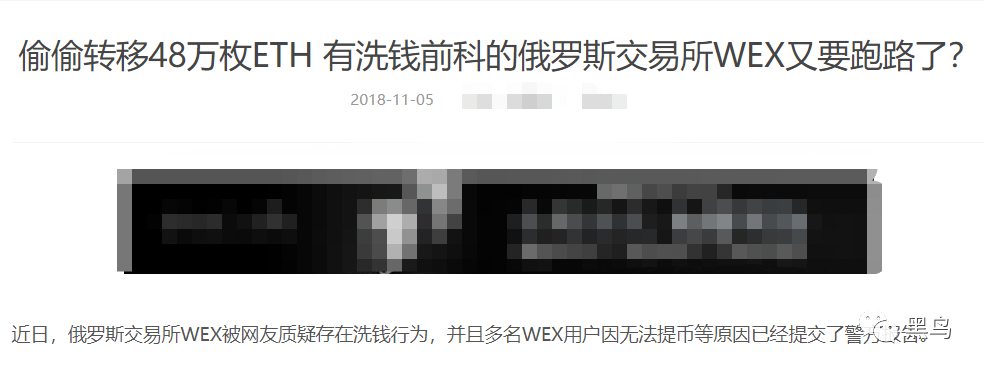 偷偷转移48万枚ETH 有洗钱前科的俄罗斯交易所WEX又要跑路了?
2018-11-05
近日，俄罗斯交易所WEX被网友质疑存在洗钱行为，并且多名WEX用户因无法提币等原因已经提交了警方报告。
黑鸟